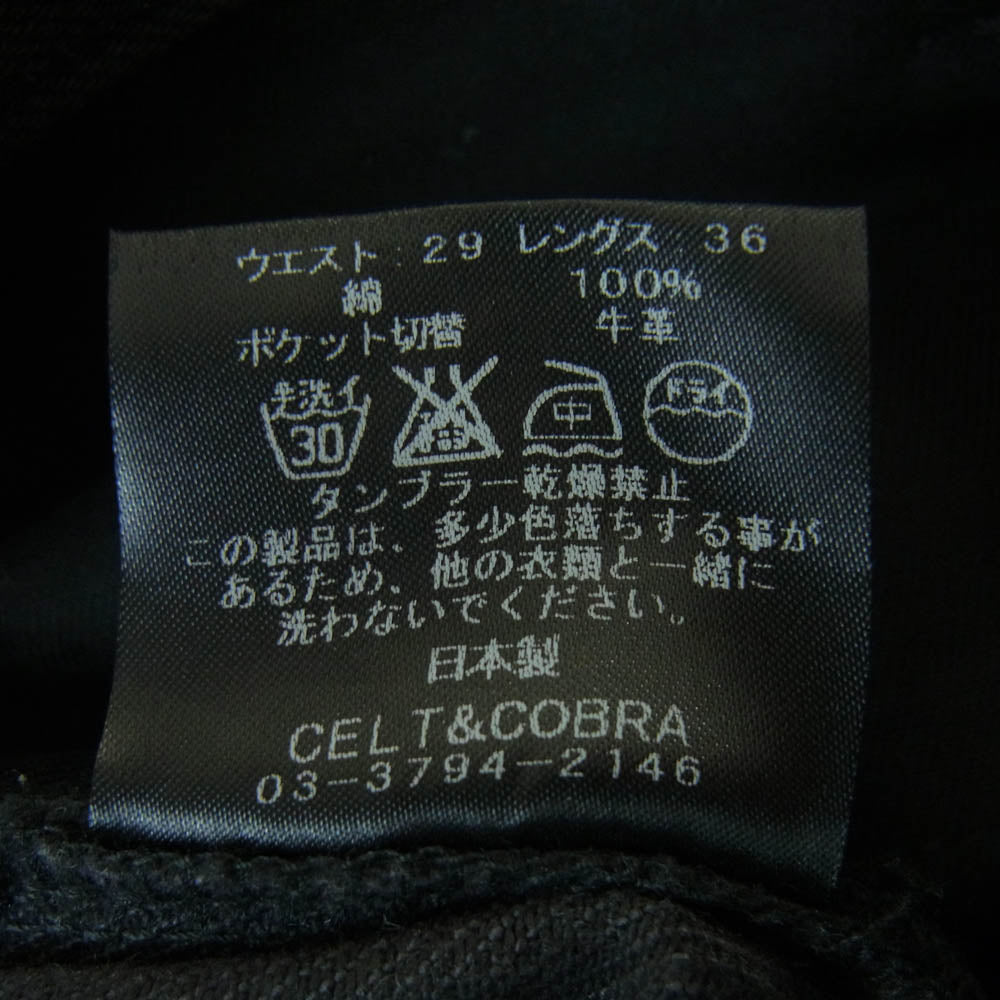 ウエスト : 29 レングス : 36
綿 100%
ポケット切替 牛革
手洗イ 30 中 ドライ
タンブラー乾燥禁止
この製品は、多少色落ちする事が
あるため、他の衣類と一緒に
洗わないでください。
日本製
CELT&COBRA
03-3794-2146